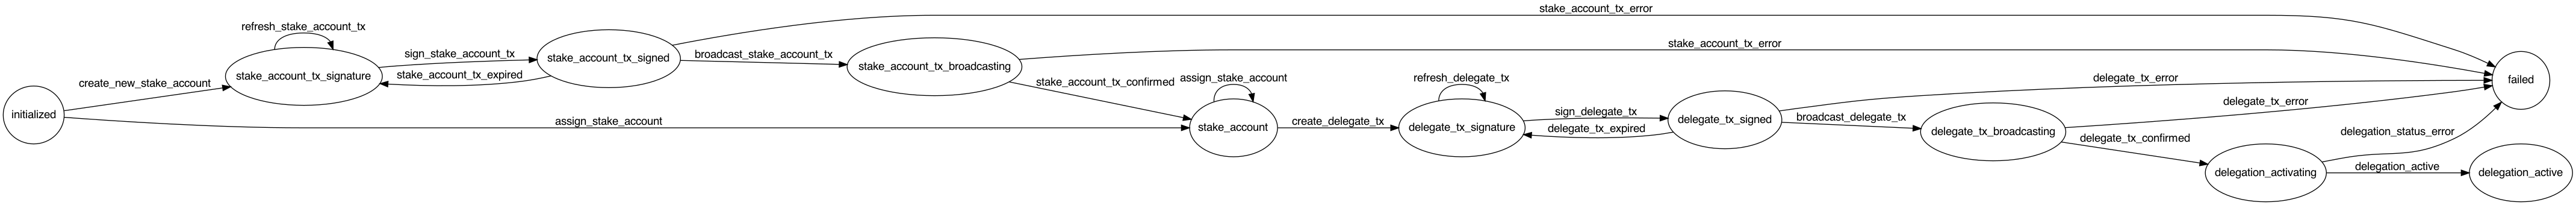 initialized
create_new_stake_account
assign_stake_account
refresh_stake_account_tx
stake_account_tx_signature
sign_stake_account_tx
stake_account_tx_expired
stake_account_tx_signed
stake_account_tx_error
broadcast_stake_account_tx
stake_account_tx_broadcasting
stake_account_tx_error
stake_account_tx_confirmed
assign_stake_account
stake_account
create_delegate_tx
refresh_delegate_tx
delegate_tx_signature
sign_delegate_tx
delegate_tx_expired
delegate_tx_signed
delegate_tx_error
broadcast_delegate_tx
delegate_tx_broadcasting
delegate_tx_error
delegate_tx_confirmed
delegation_activating
delegation_status_error
delegation_active
failed
delegation_active